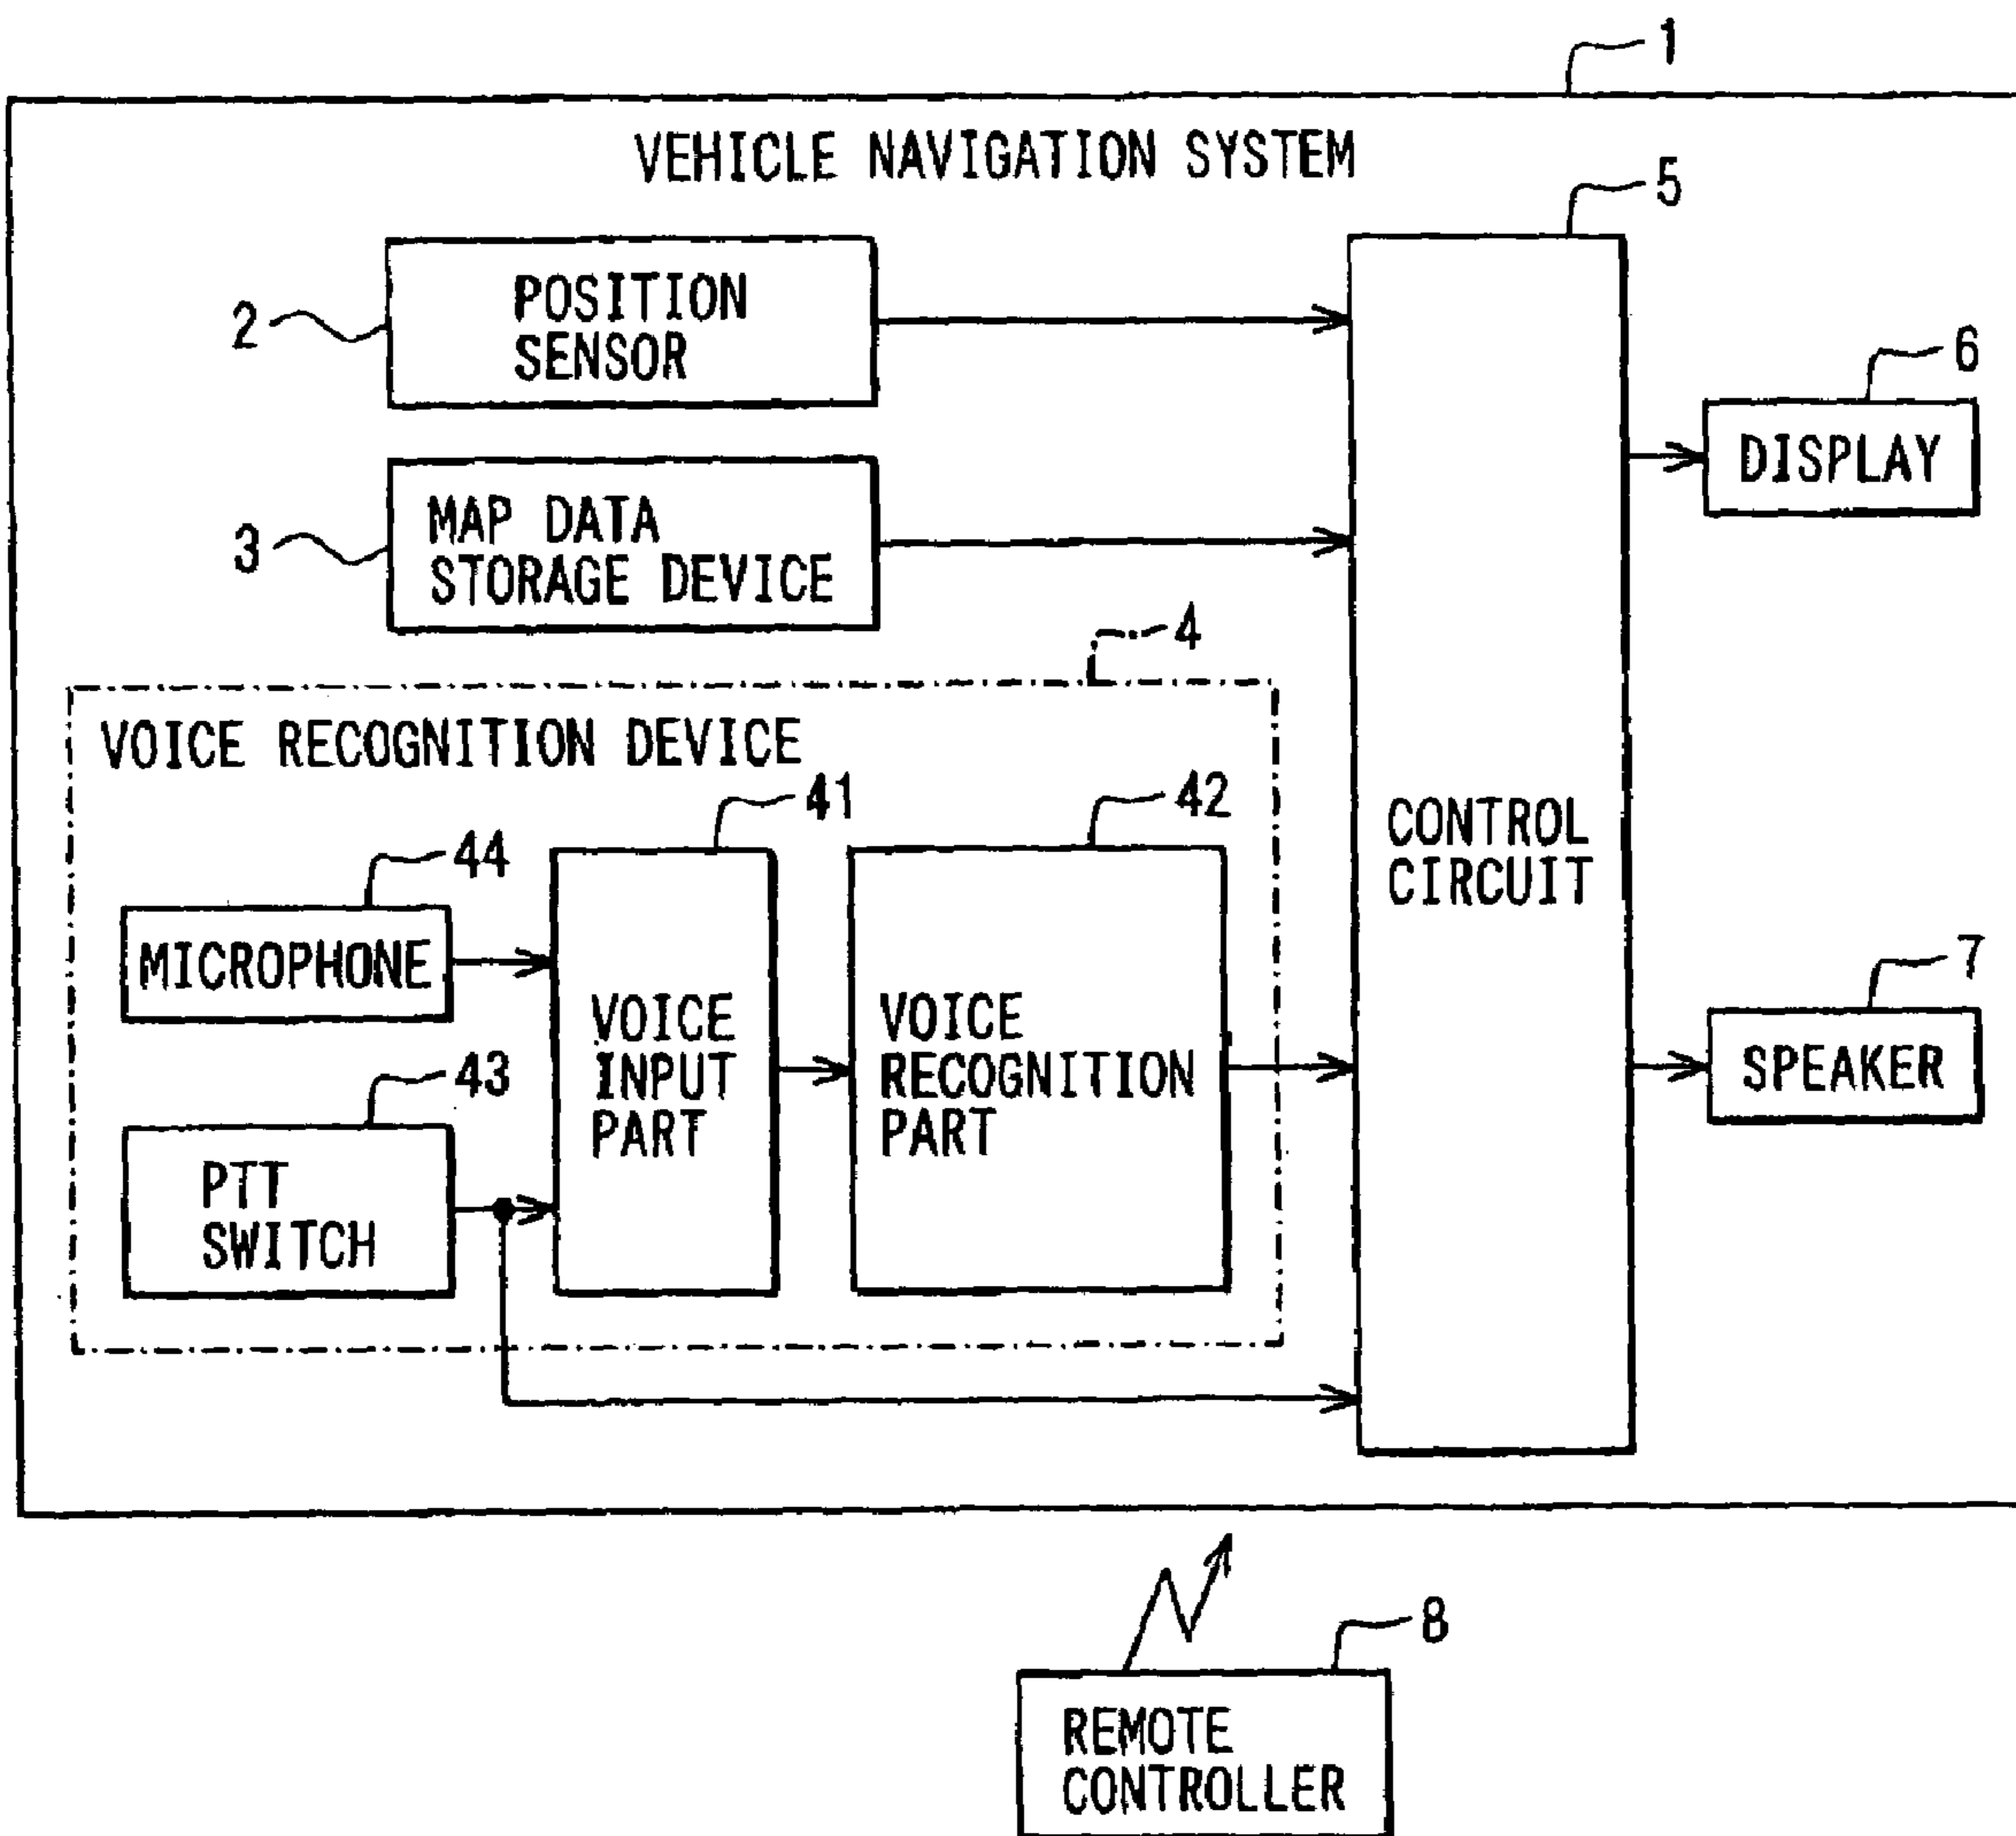 1
VEHICLE NAVIGATION SYSTEM
5
2
POSITION
SENSOR
6
DISPLAY
3
MAP DATA
STORAGE DEVICE
4
VOICE RECOGNITION DEVICE
41
42
44
MICROPHONE
43
PTT
SWITCH
VOICE
INPUT
PART
VOICE
RECOGNITION
PART
CONTROL
CIRCUIT
7
SPEAKER
8
REMOTE
CONTROLLER